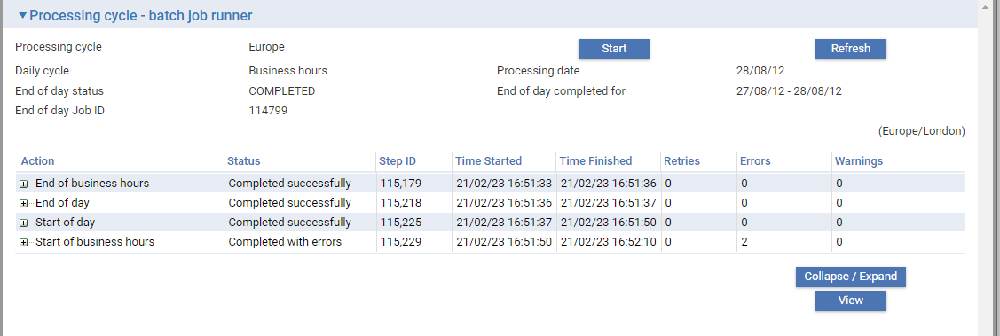 Processing cycle - batch job runner
Processing cycle Europe Start Refresh
Daily cycle Business hours Processing date 28/08/12
End of day status COMPLETED End of day completed for 27/08/12 - 28/08/12
End of day Job ID 114799
(Europe/London)
Action Status Step ID Time Started Time Finished Retries Errors Warnings
End of business hours Completed successfully 115,179 21/02/23 16:51:33 21/02/23 16:51:36 0 0 0
End of day Completed successfully 115,218 21/02/23 16:51:36 21/02/23 16:51:37 0 0 0
Start of day Completed successfully 115,225 21/02/23 16:51:37 21/02/23 16:51:50 0 0 0
Start of business hours Completed with errors 115,229 21/02/23 16:51:50 21/02/23 16:52:10 0 2 0
Collapse / Expand
View